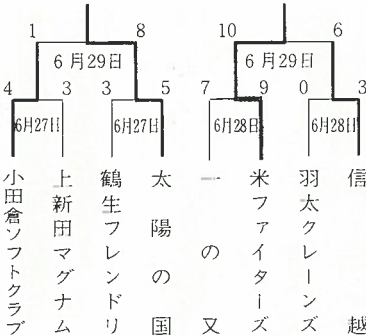 1 8 10 6
6月29日 6月29日
4 3 3 5 7 9 0 3
6月27日 6月27日 6月28日 6月28日
小田倉ソフトクラブ
上新田マグナム
鶴生フレンドリ
太陽の国
一の又
米ファイターズ
羽太クレーンズ
信越